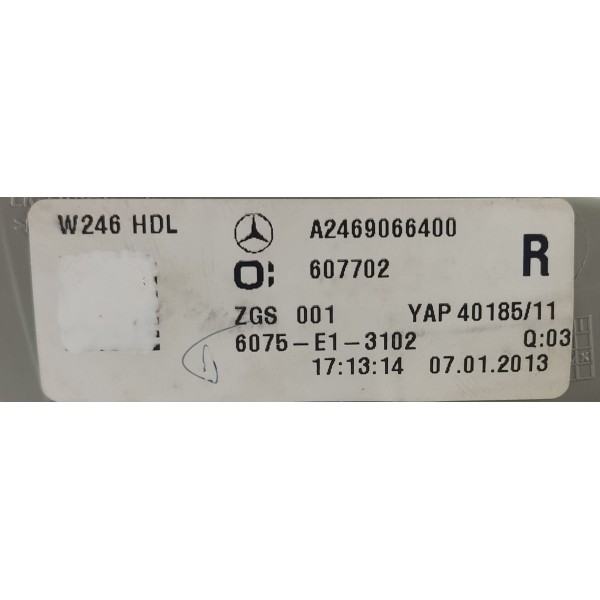 W246 HDL
A2469066400
607702
R
ZGS 001 YAP 40185/11
6075-E1-3102 Q:03
17:13:14 07.01.2013